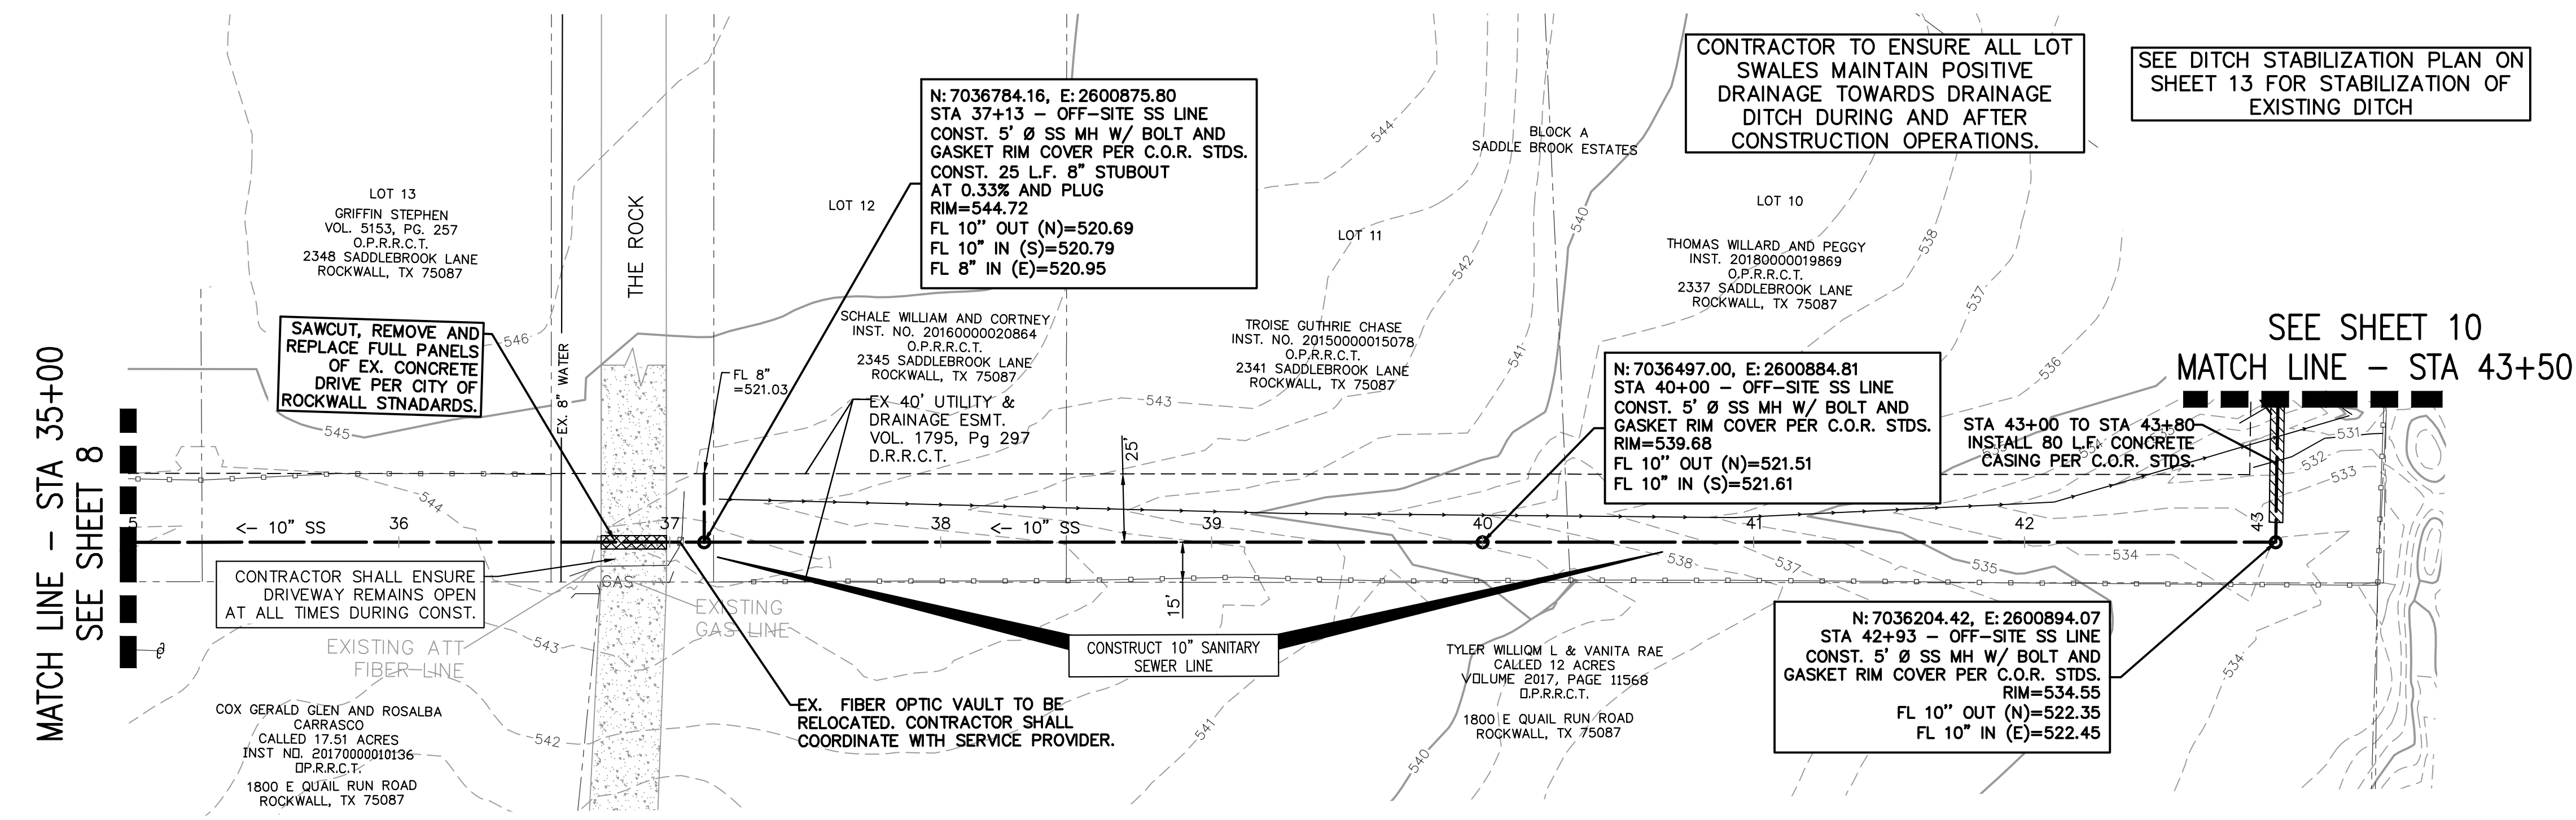 MATCH LINE – STA 35+00
SEE SHEET 8
LOT 13
GRIFFIN STEPHEN
VOL. 5153, PG. 257
O.P.R.R.C.T.
2348 SADDLEBROOK LANE
ROCKWALL, TX 75087
SAWCUT, REMOVE AND
REPLACE FULL PANELS
OF EX. CONCRETE
DRIVE PER CITY OF
ROCKWALL STNADARDS.
546
545
544
543
542
EX. 8" WATER
THE ROCK
LOT 12
N: 7036784.16, E: 2600875.80
STA 37+13 – OFF-SITE SS LINE
CONST. 5' Ø SS MH W/ BOLT AND
GASKET RIM COVER PER C.O.R. STDS.
CONST. 25 L.F. 8" STUBOUT
AT 0.33% AND PLUG
RIM=544.72
FL 10" OUT (N)=520.69
FL 10" IN (S)=520.79
FL 8" IN (E)=520.95
SCHALE WILLIAM AND CORTNEY
INST. NO. 20160000020864
O.P.R.R.C.T.
2345 SADDLEBROOK LANE
ROCKWALL, TX 75087
FL 8"
=521.03
EX 40' UTILITY &
DRAINAGE ESMT.
VOL. 1795, Pg 297
D.R.R.C.T.
544
543
542
541
540
LOT 11
TROISE GUTHRIE CHASE
INST. NO. 20150000015078
O.P.R.R.C.T.
2341 SADDLEBROOK LANE
ROCKWALL, TX 75087
BLOCK A
SADDLE BROOK ESTATES
CONTRACTOR TO ENSURE ALL LOT
SWALES MAINTAIN POSITIVE
DRAINAGE TOWARDS DRAINAGE
DITCH DURING AND AFTER
CONSTRUCTION OPERATIONS.
SEE DITCH STABILIZATION PLAN ON
SHEET 13 FOR STABILIZATION OF
EXISTING DITCH
LOT 10
THOMAS WILLARD AND PEGGY
INST. 20180000019869
O.P.R.R.C.T.
2337 SADDLEBROOK LANE
ROCKWALL, TX 75087
538
537
536
SEE SHEET 10
MATCH LINE – STA 43+50
N: 7036497.00, E: 2600884.81
STA 40+00 – OFF-SITE SS LINE
CONST. 5' Ø SS MH W/ BOLT AND
GASKET RIM COVER PER C.O.R. STDS.
RIM=539.68
FL 10" OUT (N)=521.51
FL 10" IN (S)=521.61
STA 43+00 TO STA 43+80
INSTALL 80 L.F. CONCRETE
CASING PER C.O.R. STDS.
531
532
533
25'
15'
5
<- 10" SS
36
37
38
<- 10" SS
39
40
41
42
43
CONTRACTOR SHALL ENSURE
DRIVEWAY REMAINS OPEN
AT ALL TIMES DURING CONST.
GAS
EXISTING
GAS LINE
EXISTING ATT
FIBER LINE
COX GERALD GLEN AND ROSALBA
CARRASCO
CALLED 17.51 ACRES
INST NO. 20170000010136
OP.R.R.C.T.
1800 E QUAIL RUN ROAD
ROCKWALL, TX 75087
EX. FIBER OPTIC VAULT TO BE
RELOCATED. CONTRACTOR SHALL
COORDINATE WITH SERVICE PROVIDER.
CONSTRUCT 10" SANITARY
SEWER LINE
541
540
TYLER WILLIQM L & VANITA RAE
CALLED 12 ACRES
VOLUME 2017, PAGE 11568
O.P.R.R.C.T.
1800 E QUAIL RUN ROAD
ROCKWALL, TX 75087
538
537
535
534
534
N: 7036204.42, E: 2600894.07
STA 42+93 – OFF-SITE SS LINE
CONST. 5' Ø SS MH W/ BOLT AND
GASKET RIM COVER PER C.O.R. STDS.
RIM=534.55
FL 10" OUT (N)=522.35
FL 10" IN (E)=522.45